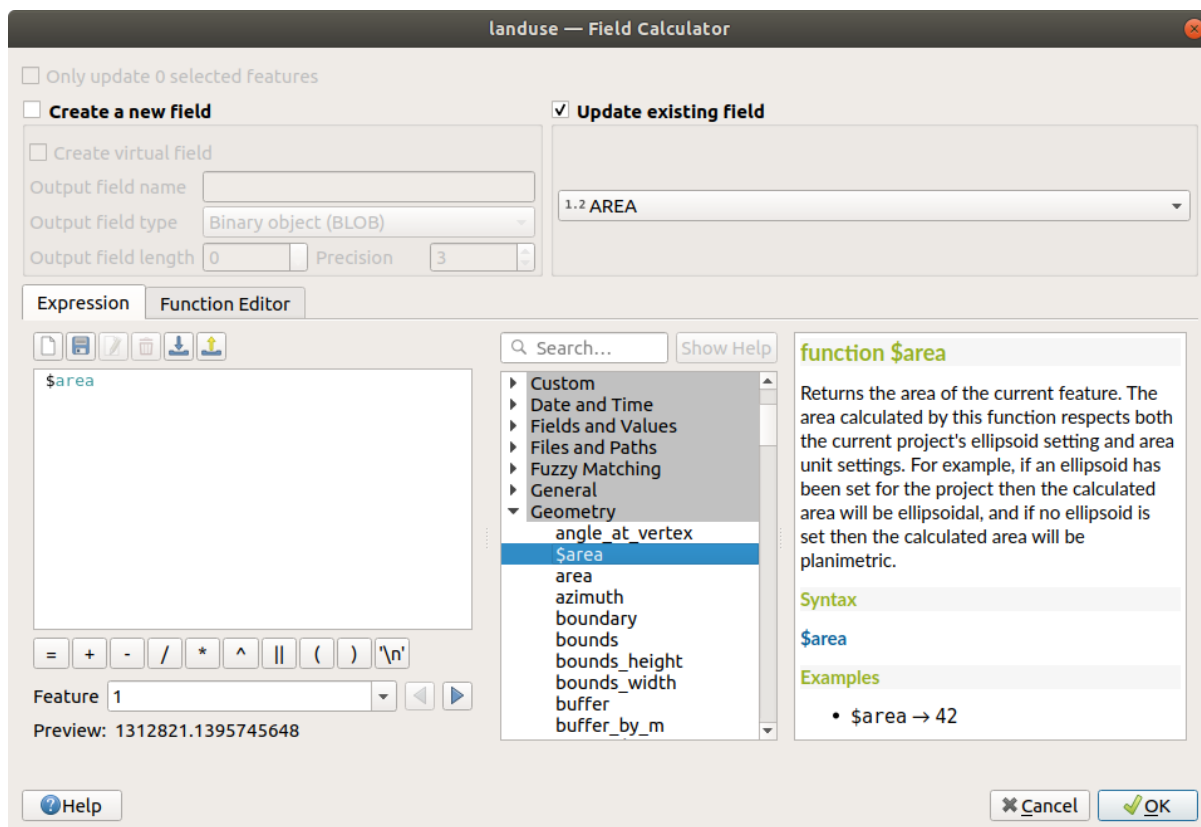 landuse — Field Calculator
Only update 0 selected features
Create a new field
Update existing field
Create virtual field
Output field name
Output field type Binary object (BLOB)
Output field length 0 Precision 3
1.2 AREA
Expression Function Editor
$area
= + - / * ^ || ( ) '\n'
Feature 1
Preview: 1312821.1395745648
Search... Show Help
Custom
Date and Time
Fields and Values
Files and Paths
Fuzzy Matching
General
Geometry
angle_at_vertex
$area
area
azimuth
boundary
bounds
bounds_height
bounds_width
buffer
buffer_by_m
function $area
Returns the area of the current feature. The
area calculated by this function respects both
the current project's ellipsoid setting and area
unit settings. For example, if an ellipsoid has
been set for the project then the calculated
area will be ellipsoidal, and if no ellipsoid is
set then the calculated area will be
planimetric.
Syntax
$area
Examples
• $area → 42
Help
Cancel OK